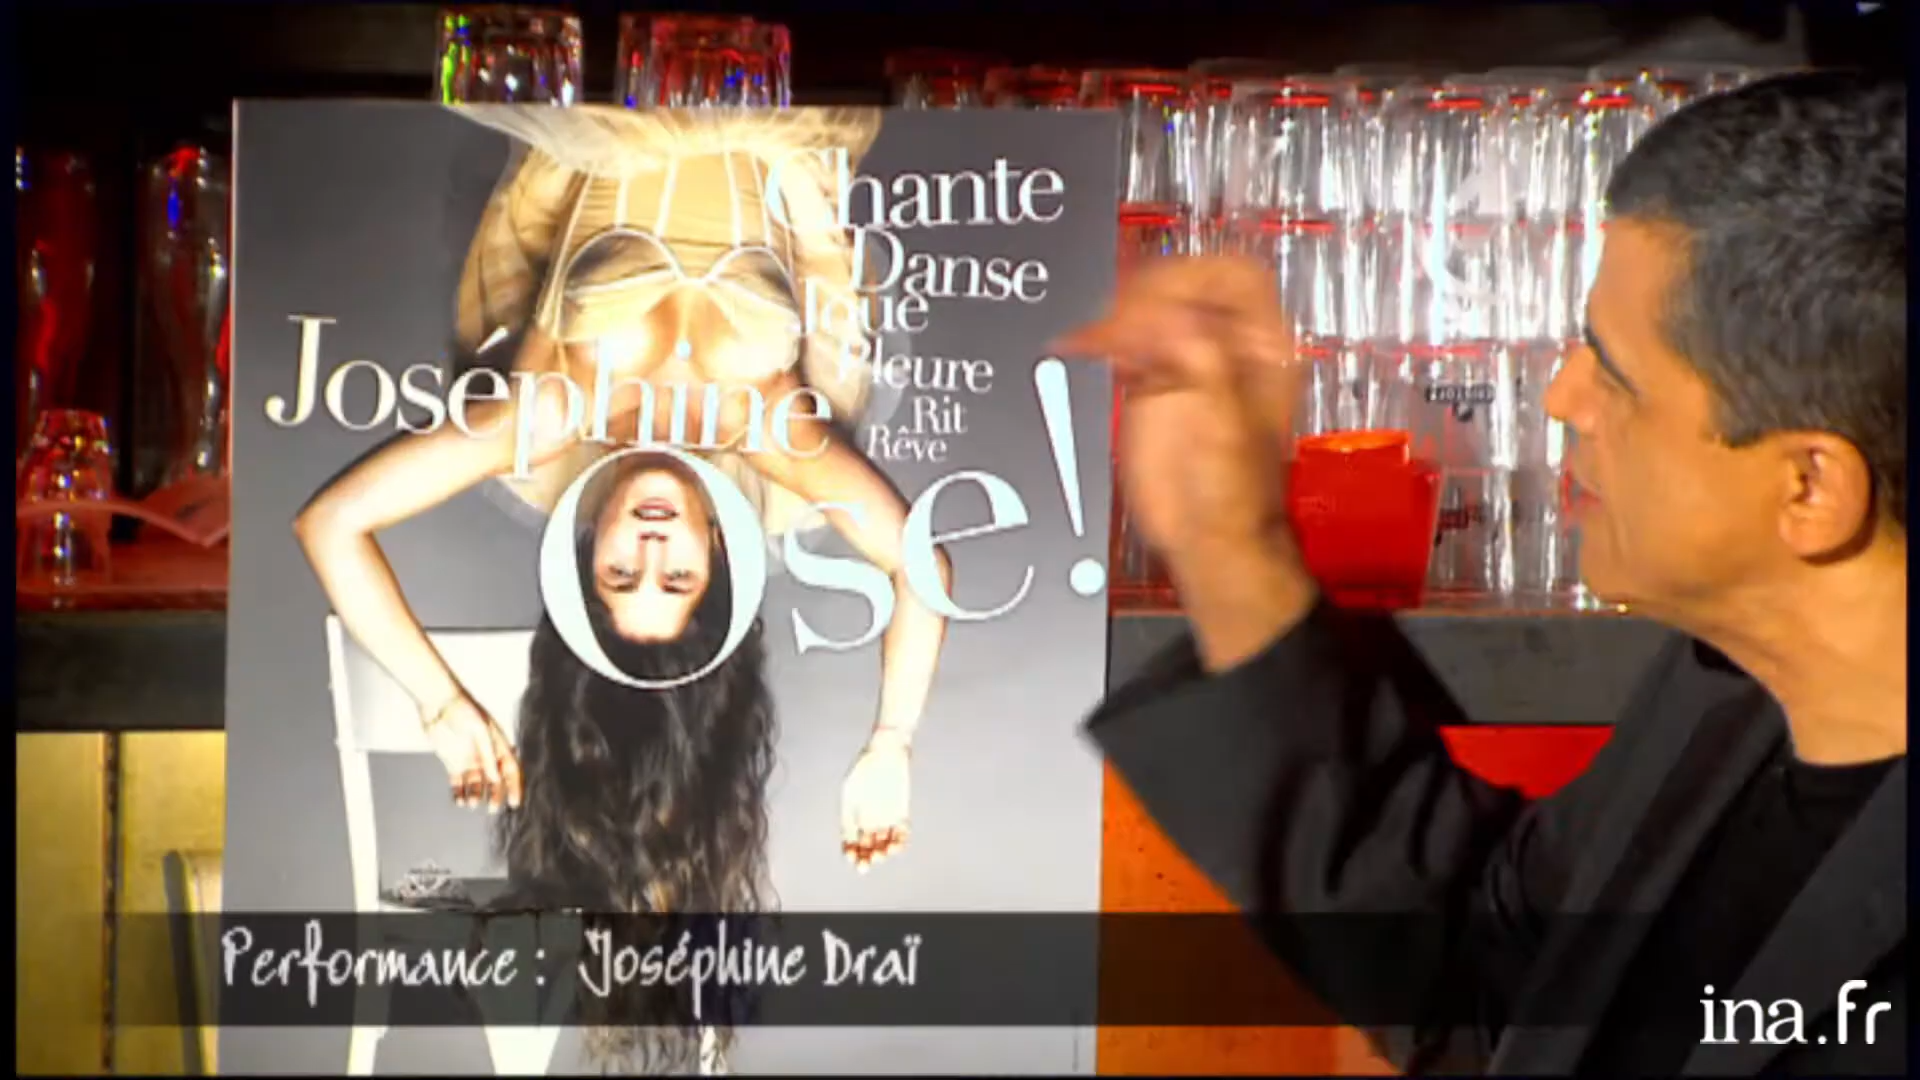 Chante
Danse
Joue
Pleure
Rit
Rêve
Joséphine
Ose!
Performance : Joséphine Draï
ina.fr